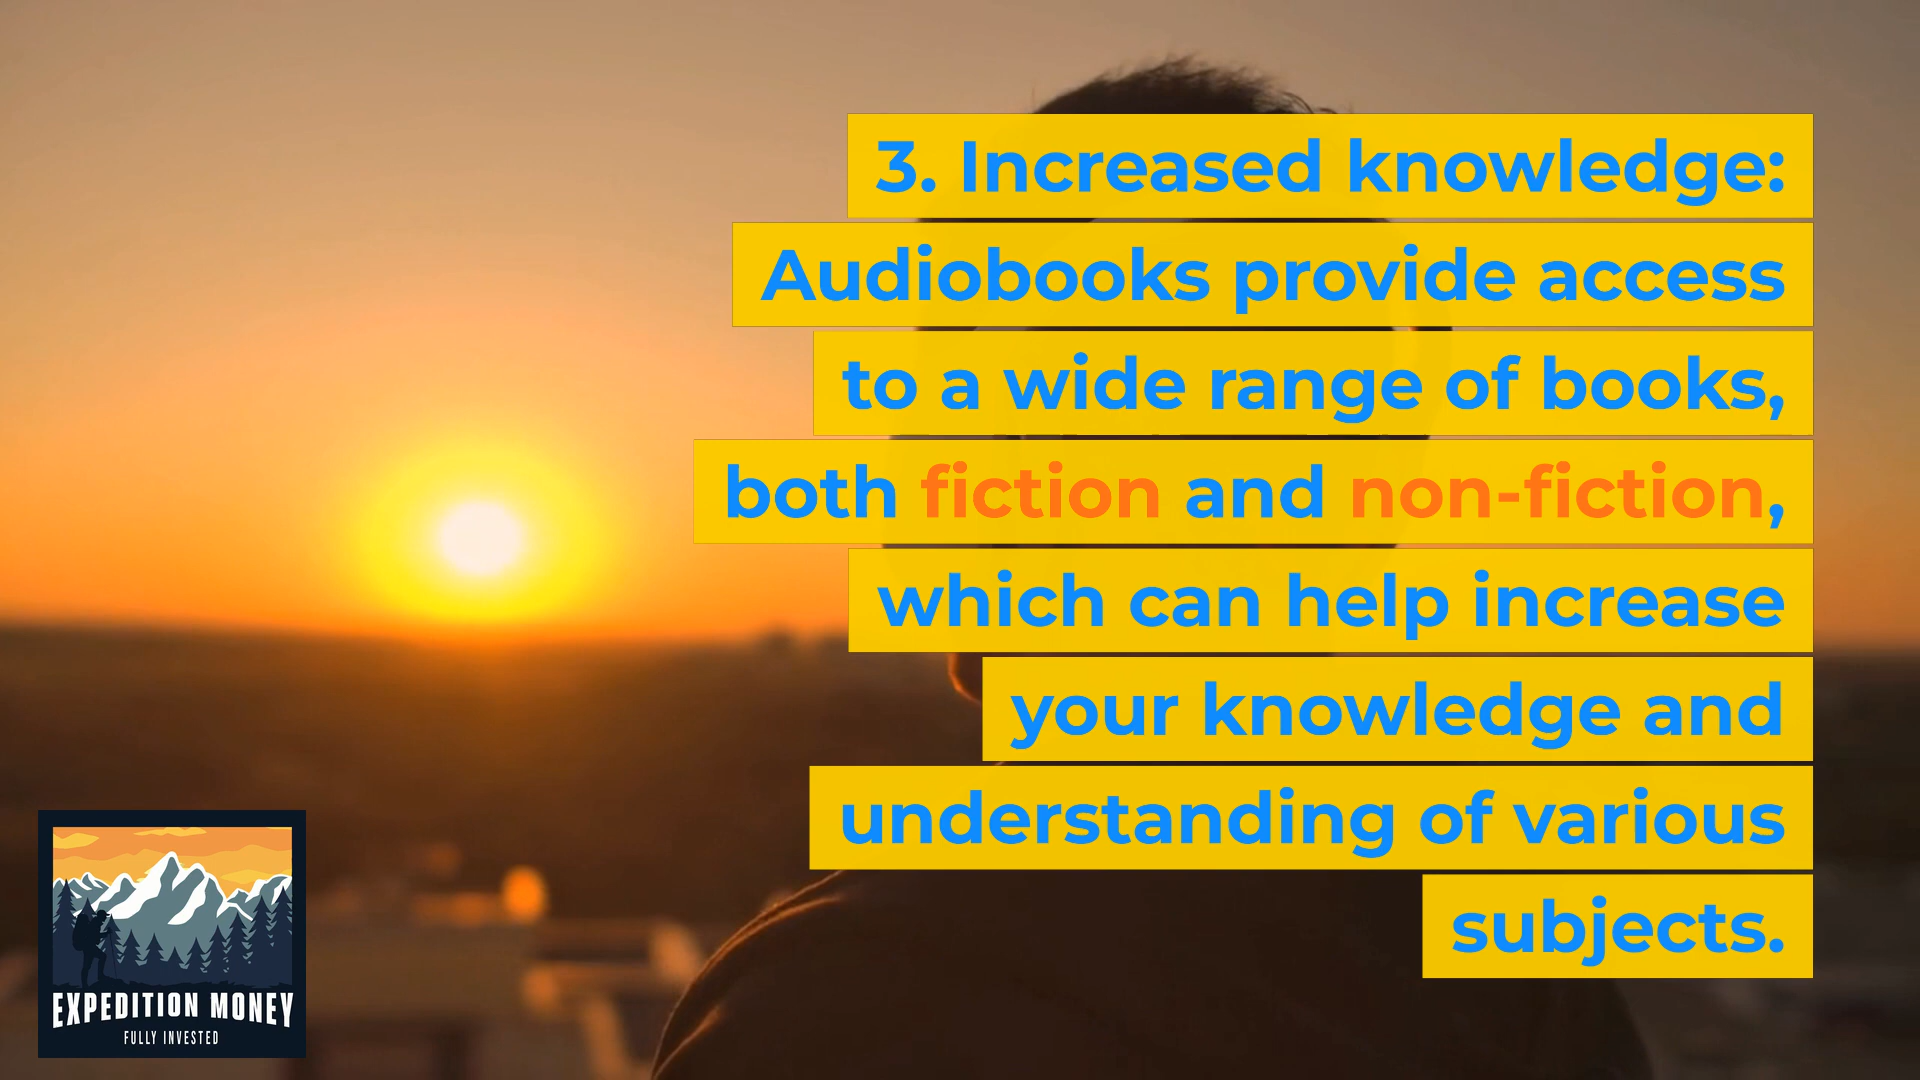 3. Increased knowledge:
Audiobooks provide access
to a wide range of books,
both fiction and non-fiction,
which can help increase
your knowledge and
understanding of various
subjects.
EXPEDITION MONEY
FULLY INVESTED